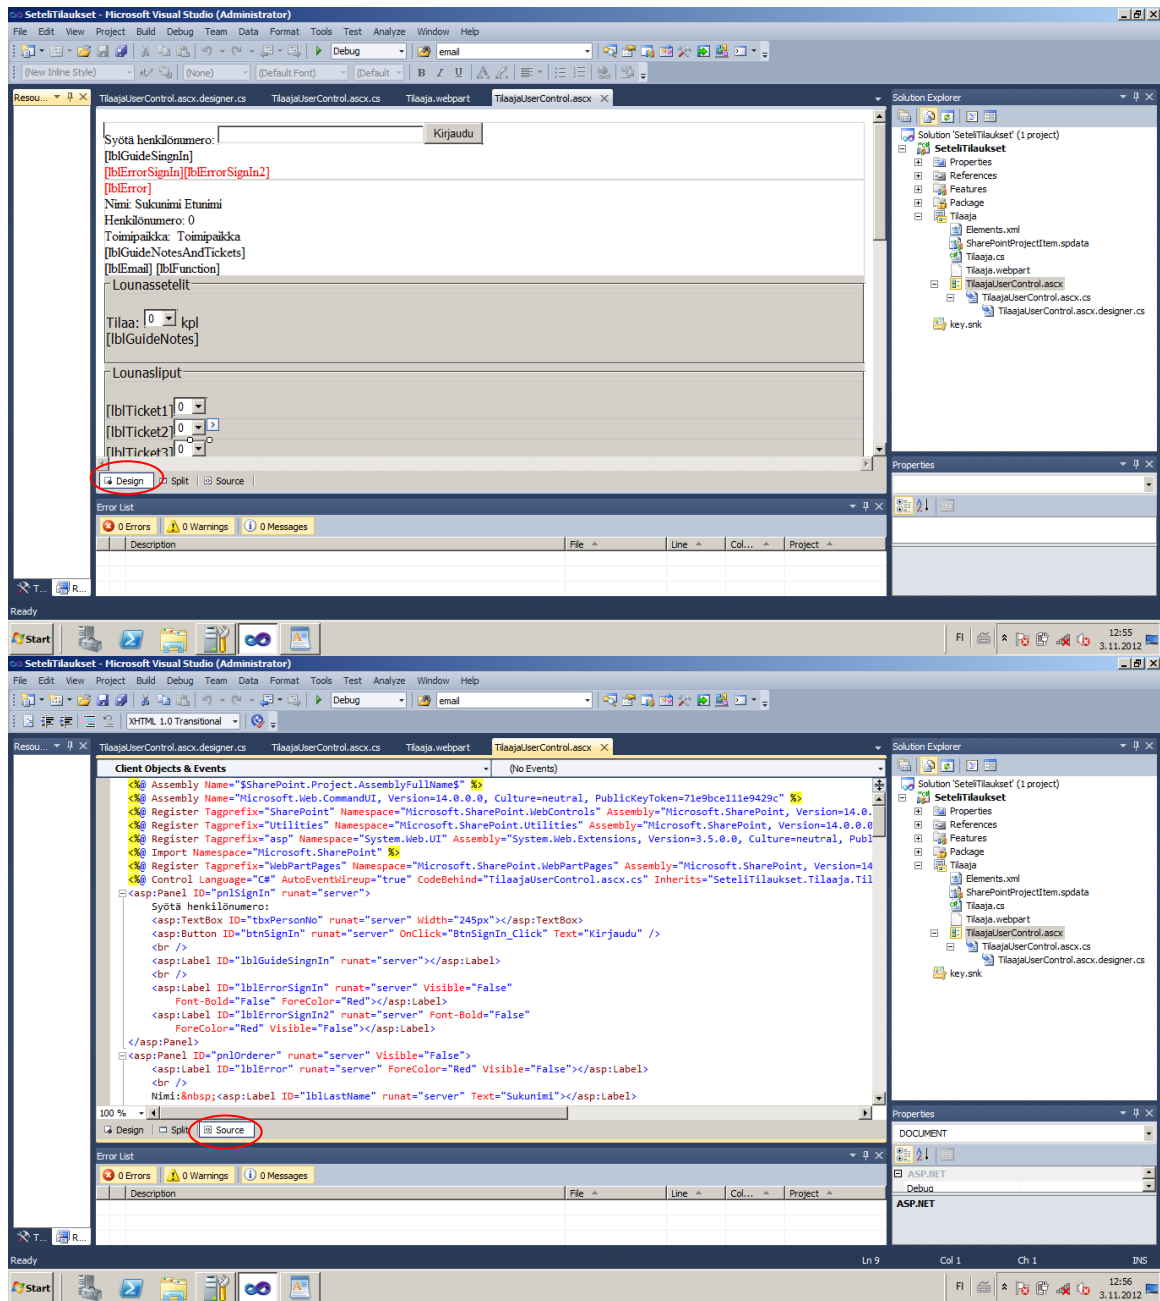 SeteliTilaukset - Microsoft Visual Studio (Administrator)
File Edit View Project Build Debug Team Data Format Tools Test Analyze Window Help
Debug email
(New Inline Style) (None) (Default Font) (Default B I U A
Resou... TilaajaUserControl.ascx.designer.cs TilaajaUserControl.ascx.cs Tilaaja.webpart TilaajaUserControl.ascx
Syötä henkilönumero: Kirjaudu
[lblGuideSingnIn]
[lblErrorSignIn][lblErrorSignIn2]
[lblError]
Nimi: Sukunimi Etunimi
Henkilönumero: 0
Toimipaikka: Toimipaikka
[lblGuideNotesAndTickets]
[lblEmail] [lblFunction]
Lounassetelit
Tilaa: 0 kpl
[lblGuideNotes]
Lounasliput
[lblTicket1] 0
[lblTicket2] 0
[lblTicket3] 0
Design Split Source
Error List
0 Errors 0 Warnings 0 Messages
Description File Line Col... Project
T... R...
Ready
Solution Explorer
Solution 'SeteliTilaukset' (1 project)
SeteliTilaukset
Properties
References
Features
Package
Tilaaja
Elements.xml
SharePointProjectItem.spdata
Tilaaja.cs
Tilaaja.webpart
TilaajaUserControl.ascx
TilaajaUserControl.ascx.cs
TilaajaUserControl.ascx.designer.cs
key.snk
Properties
Start FI 12:55
3.11.2012
SeteliTilaukset - Microsoft Visual Studio (Administrator)
File Edit View Project Build Debug Team Data Format Tools Test Analyze Window Help
Debug email
XHTML 1.0 Transitional
Resou... TilaajaUserControl.ascx.designer.cs TilaajaUserControl.ascx.cs Tilaaja.webpart TilaajaUserControl.ascx
Client Objects & Events (No Events)
<%@ Assembly Name="$SharePoint.Project.AssemblyFullName$" %>
<%@ Assembly Name="Microsoft.Web.CommandUI, Version=14.0.0.0, Culture=neutral, PublicKeyToken=71e9bce111e9429c" %>
<%@ Register Tagprefix="SharePoint" Namespace="Microsoft.SharePoint.WebControls" Assembly="Microsoft.SharePoint, Version=14.0.
<%@ Register Tagprefix="Utilities" Namespace="Microsoft.SharePoint.Utilities" Assembly="Microsoft.SharePoint, Version=14.0.0.0
<%@ Register Tagprefix="asp" Namespace="System.Web.UI" Assembly="System.Web.Extensions, Version=3.5.0.0, Culture=neutral, Publ
<%@ Import Namespace="Microsoft.SharePoint" %>
<%@ Register Tagprefix="WebPartPages" Namespace="Microsoft.SharePoint.WebPartPages" Assembly="Microsoft.SharePoint, Version=14
<%@ Control Language="C#" AutoEventWireup="true" CodeBehind="TilaajaUserControl.ascx.cs" Inherits="SeteliTilaukset.Tilaaja.Til
<asp:Panel ID="pnlSignIn" runat="server">
Syötä henkilönumero:
<asp:TextBox ID="tbxPersonNo" runat="server" Width="245px"></asp:TextBox>
<asp:Button ID="btnSignIn" runat="server" OnClick="BtnSignIn_Click" Text="Kirjaudu" />
<br />
<asp:Label ID="lblGuideSingnIn" runat="server"></asp:Label>
<br />
<asp:Label ID="lblErrorSignIn" runat="server" Visible="False"
Font-Bold="False" ForeColor="Red"></asp:Label>
<asp:Label ID="lblErrorSignIn2" runat="server" Font-Bold="False"
ForeColor="Red" Visible="False"></asp:Label>
</asp:Panel>
<asp:Panel ID="pnlOrderer" runat="server" Visible="False">
<asp:Label ID="lblError" runat="server" ForeColor="Red" Visible="False"></asp:Label>
<br />
Nimi:&nbsp;<asp:Label ID="lblLastName" runat="server" Text="Sukunimi"></asp:Label>
100 %
Design Split Source
Error List
0 Errors 0 Warnings 0 Messages
Description File Line Col... Project
T... R...
Solution Explorer
Solution 'SeteliTilaukset' (1 project)
SeteliTilaukset
Properties
References
Features
Package
Tilaaja
Elements.xml
SharePointProjectItem.spdata
Tilaaja.cs
Tilaaja.webpart
TilaajaUserControl.ascx
TilaajaUserControl.ascx.cs
TilaajaUserControl.ascx.designer.cs
key.snk
Properties
DOCUMENT
ASP.NET
Debug
ASP.NET
Ready Ln 9 Col 1 Ch 1 INS
Start FI 12:56
3.11.2012